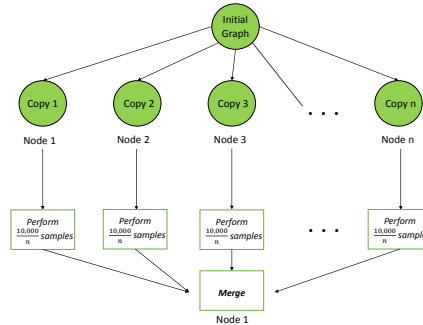 Initial
Graph
Copy 1
Copy 2
Copy 3
. . .
Copy n
Node 1
Node 2
Node 3
Node n
Perform
10,000/n samples
Perform
10,000/n samples
Perform
10,000/n samples
. . .
Perform
10,000/n samples
Merge
Node 1